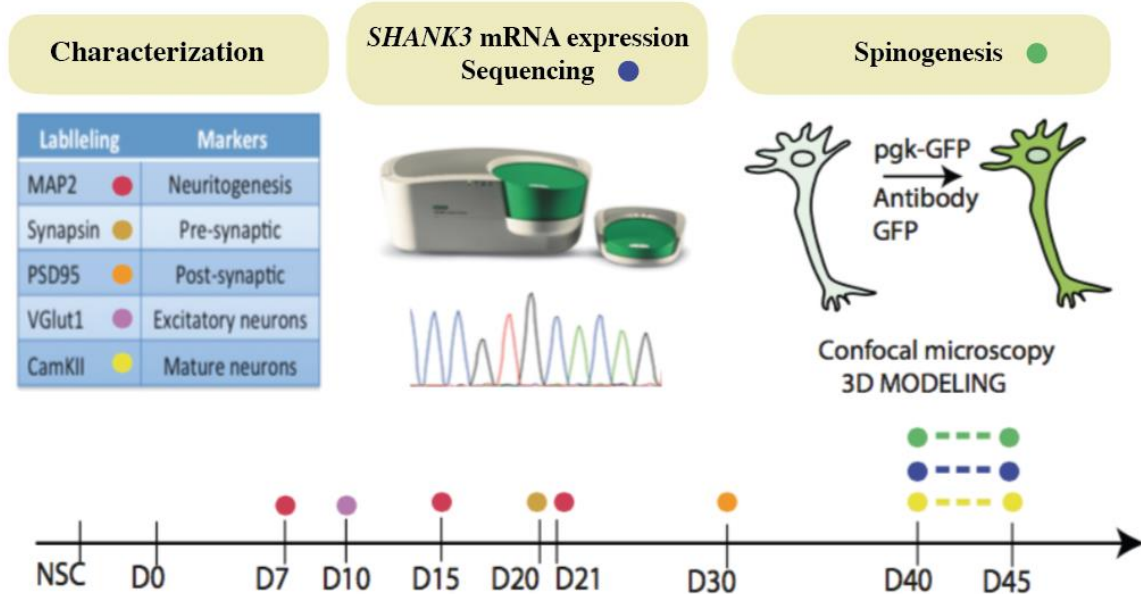 Characterization
SHANK3 mRNA expression
Sequencing
Spinogenesis
Lablleling Markers
MAP2 Neuritogenesis
Synapsin Pre-synaptic
PSD95 Post-synaptic
VGlut1 Excitatory neurons
CamKII Mature neurons
pgk-GFP
Antibody
GFP
Confocal microscopy
3D MODELING
NSC D0 D7 D10 D15 D20 D21 D30 D40 D45